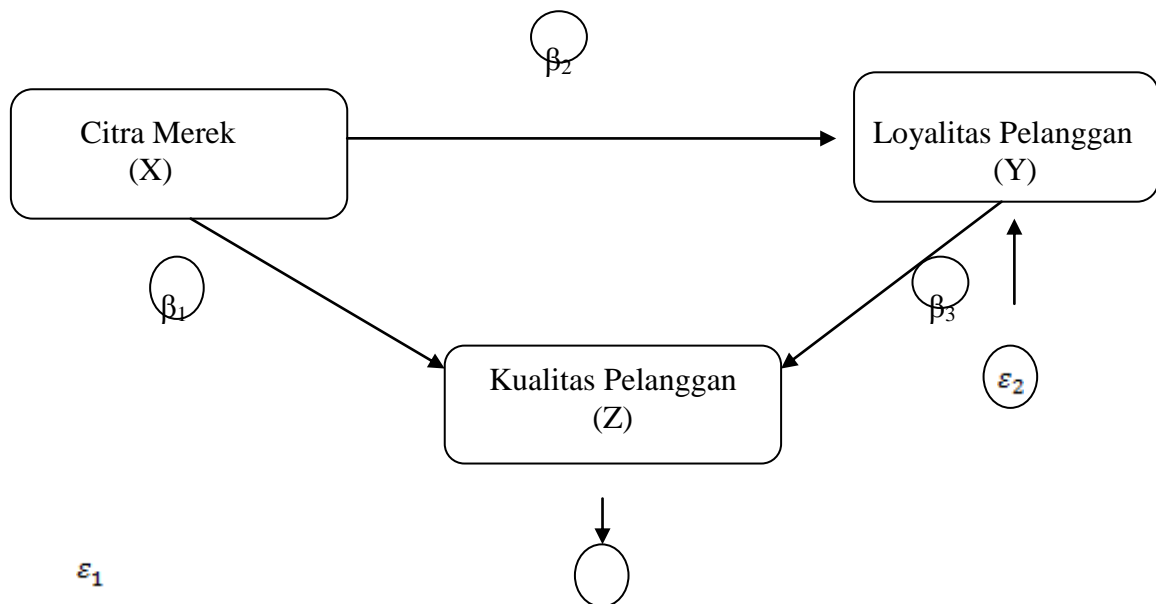 β₂
Citra Merek
(X)
Loyalitas Pelanggan
(Y)
β₁
β₃
Kualitas Pelanggan
(Z)
ε₂
ε₁